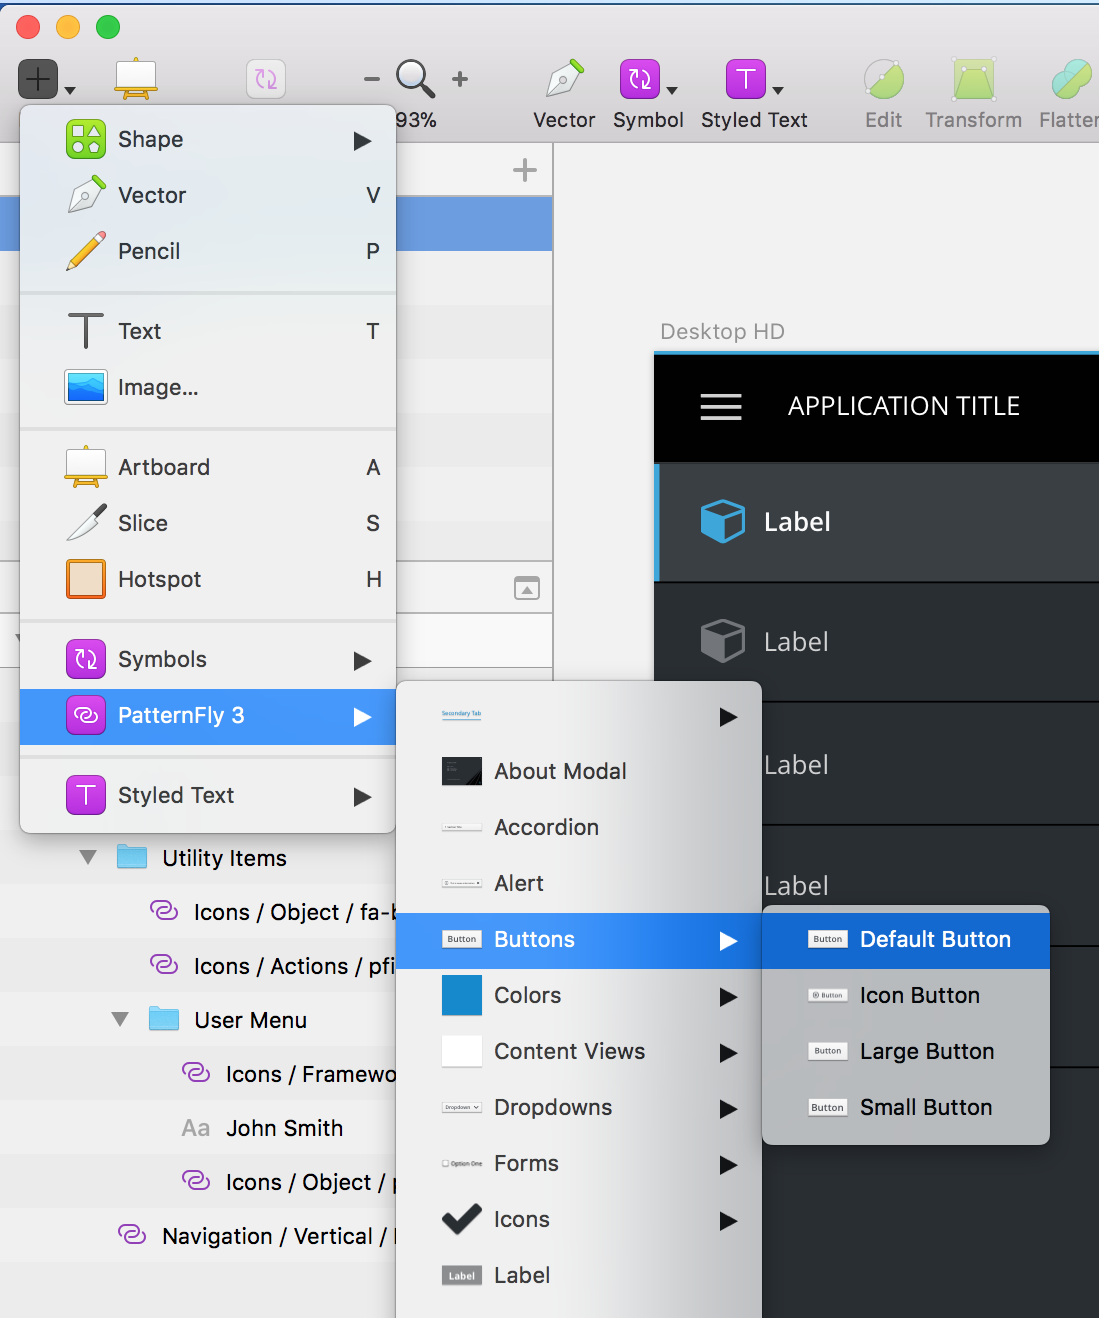 93%
Vector
Symbol
Styled Text
Edit
Transform
Flatten
Shape
Vector V
Pencil P
Text T
Image...
Artboard A
Slice S
Hotspot H
Symbols
PatternFly 3
Styled Text
Utility Items
Icons / Object / fa-b
Icons / Actions / pfi
User Menu
Icons / Framewo
Aa John Smith
Icons / Object / p
Navigation / Vertical /
Secondary Tab
About Modal
Accordion
Alert
Button Buttons
Colors
Content Views
Dropdown Dropdowns
Option One Forms
Icons
Label Label
Button Default Button
Button Icon Button
Button Large Button
Button Small Button
Desktop HD
APPLICATION TITLE
Label
Label
Label
Label